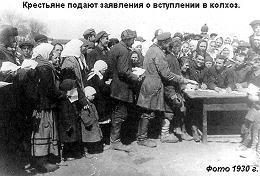 Крестьяне подают заявления о вступлении в колхоз.
Фото 1930 г.